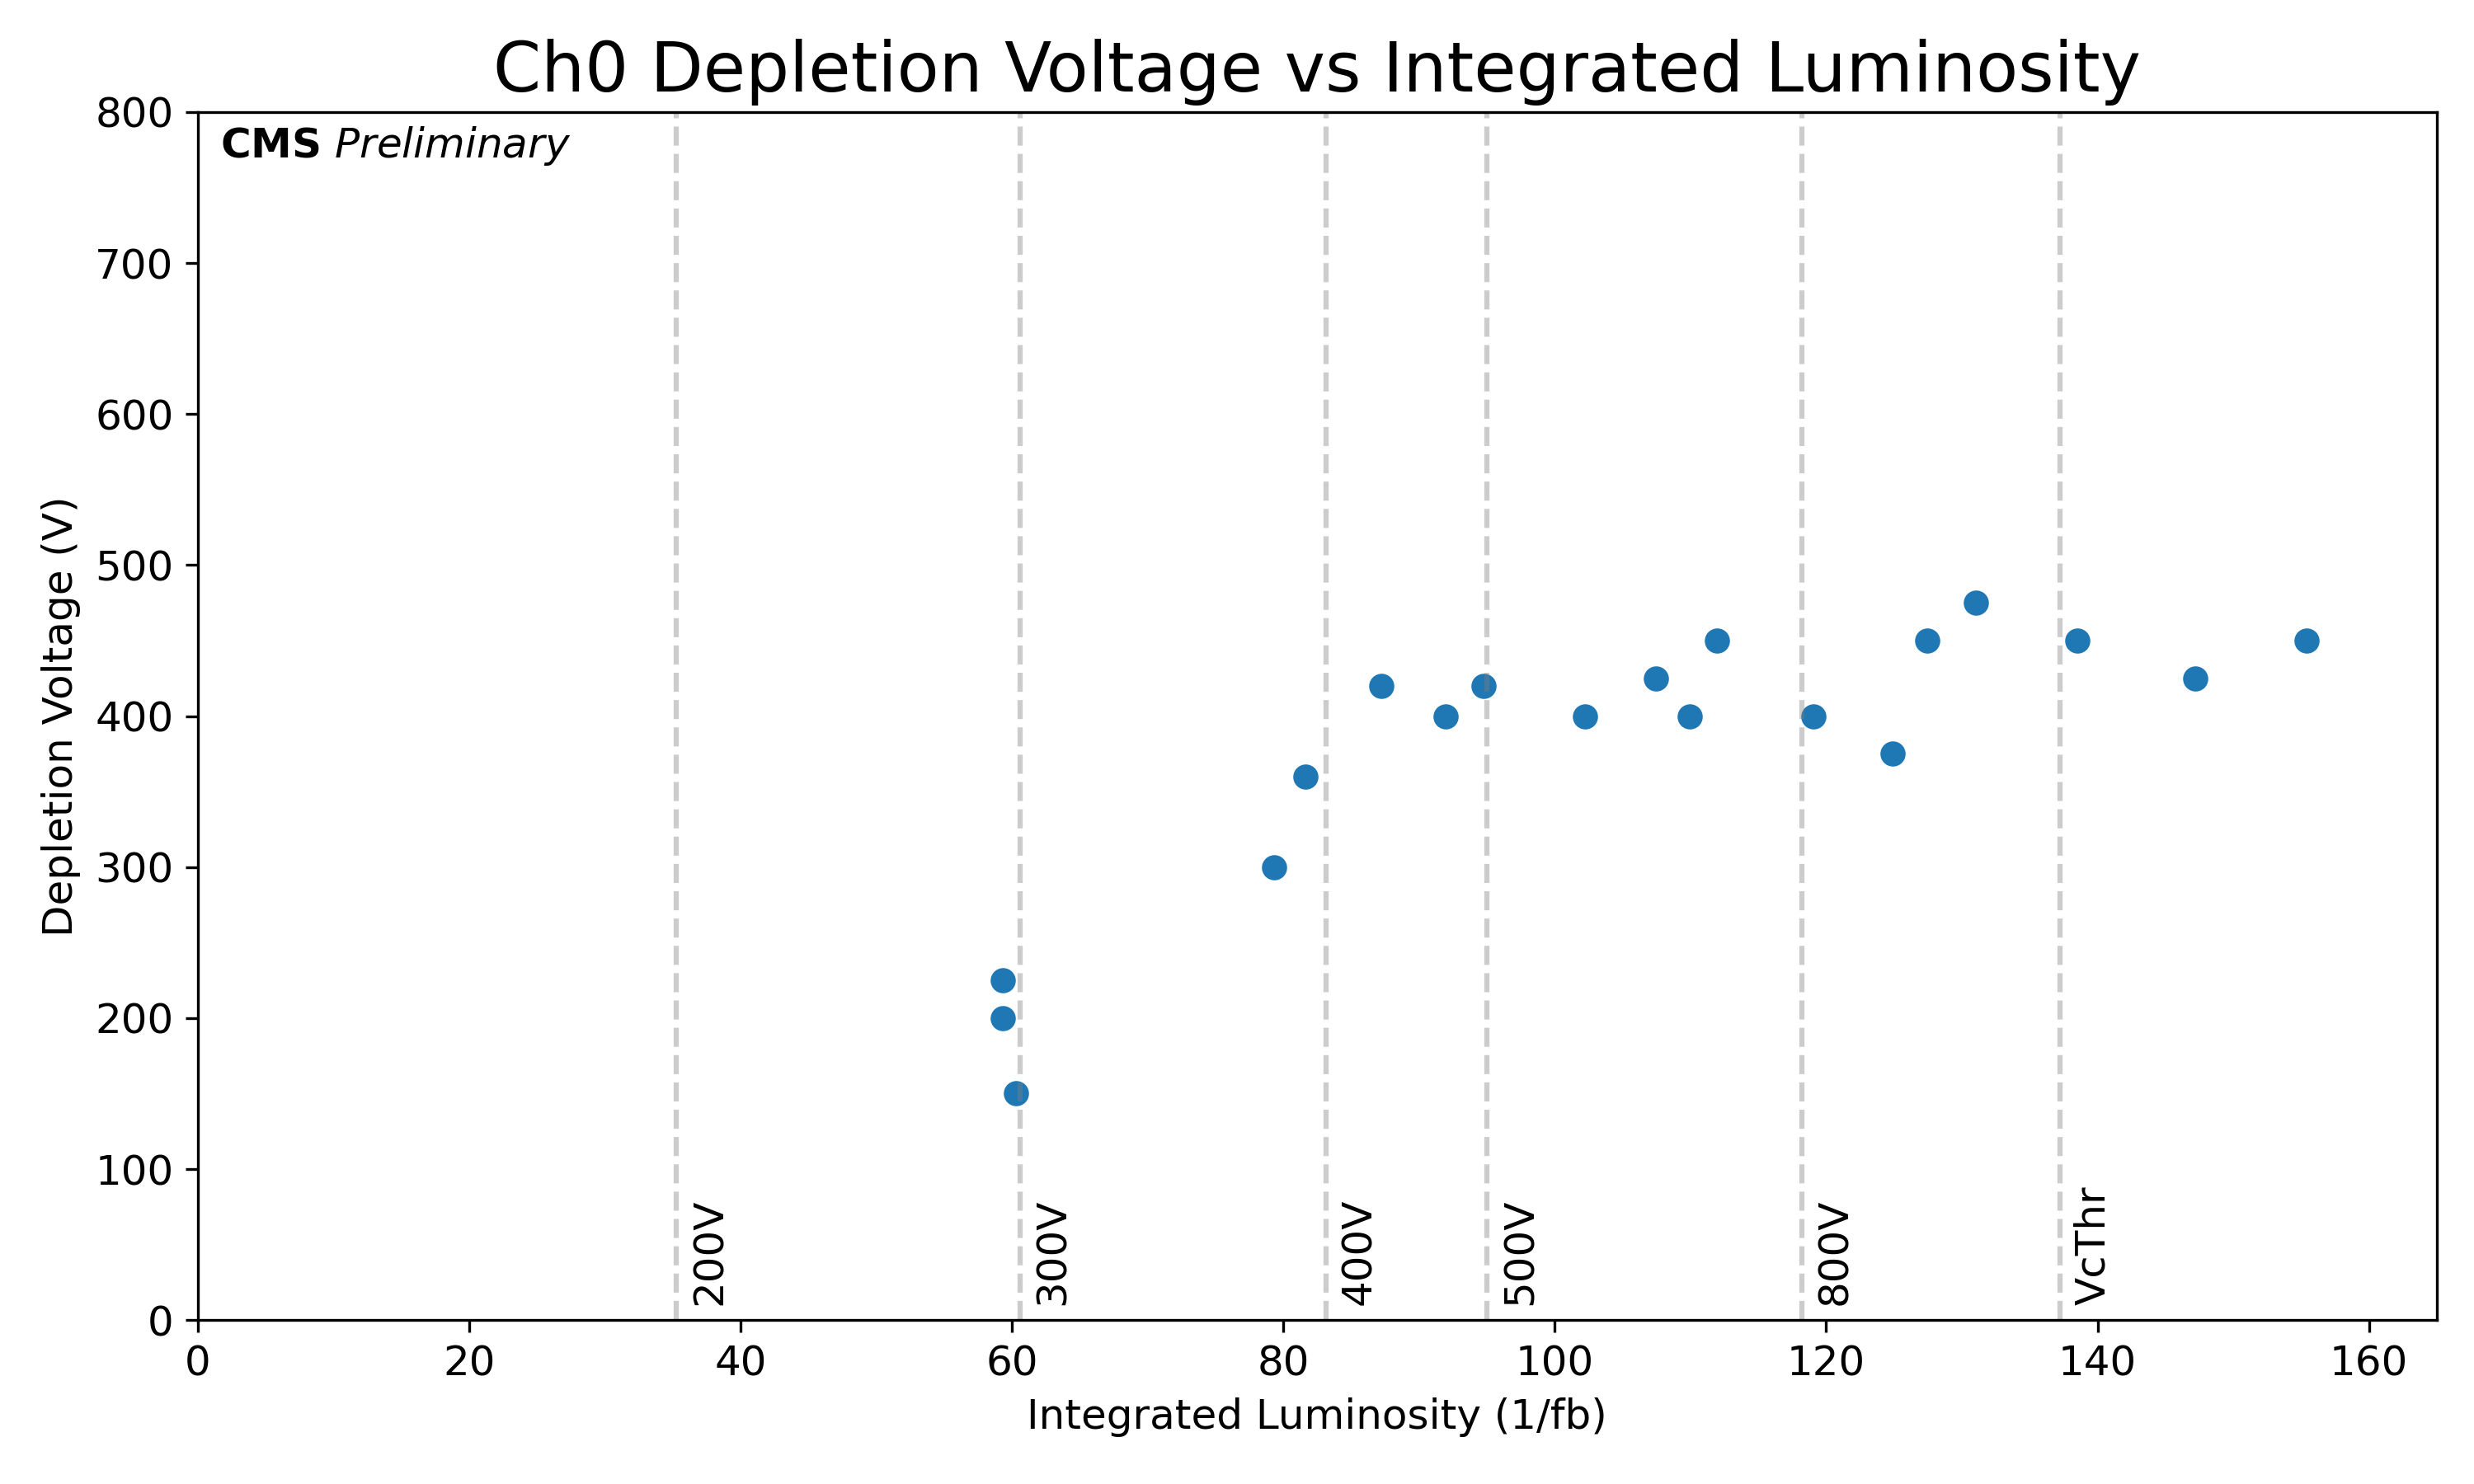 Ch0 Depletion Voltage vs Integrated Luminosity
CMS Preliminary
800
700
600
500
400
300
200
100
0
Depletion Voltage (V)
200V
300V
400V
500V
800V
VcThr
0 20 40 60 80 100 120 140 160
Integrated Luminosity (1/fb)